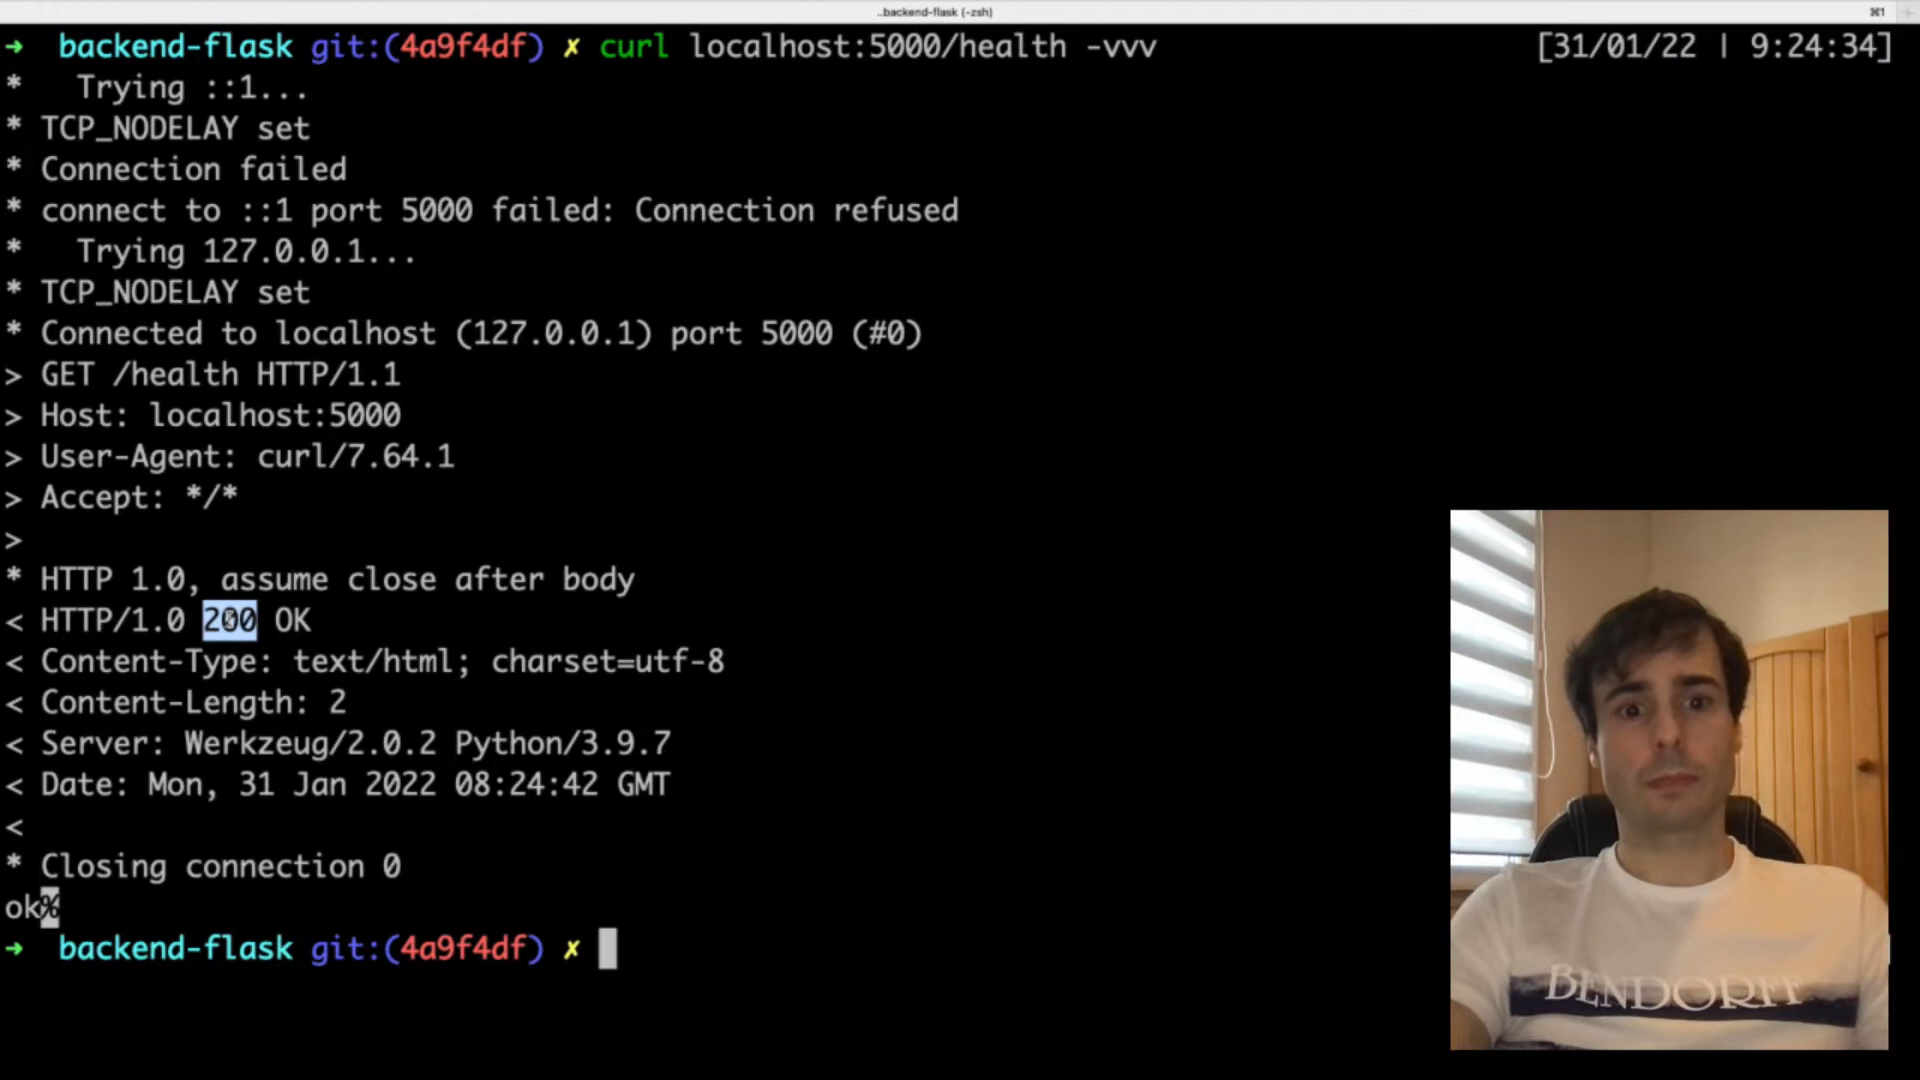 ..backend-flask (-zsh)
⌘1
➜ backend-flask git:(4a9f4df) ✗ curl localhost:5000/health -vvv [31/01/22 | 9:24:34]
* Trying ::1...
* TCP_NODELAY set
* Connection failed
* connect to ::1 port 5000 failed: Connection refused
* Trying 127.0.0.1...
* TCP_NODELAY set
* Connected to localhost (127.0.0.1) port 5000 (#0)
> GET /health HTTP/1.1
> Host: localhost:5000
> User-Agent: curl/7.64.1
> Accept: */*
>
* HTTP 1.0, assume close after body
< HTTP/1.0 200 OK
< Content-Type: text/html; charset=utf-8
< Content-Length: 2
< Server: Werkzeug/2.0.2 Python/3.9.7
< Date: Mon, 31 Jan 2022 08:24:42 GMT
<
* Closing connection 0
ok%
➜ backend-flask git:(4a9f4df) ✗
BENDORFF